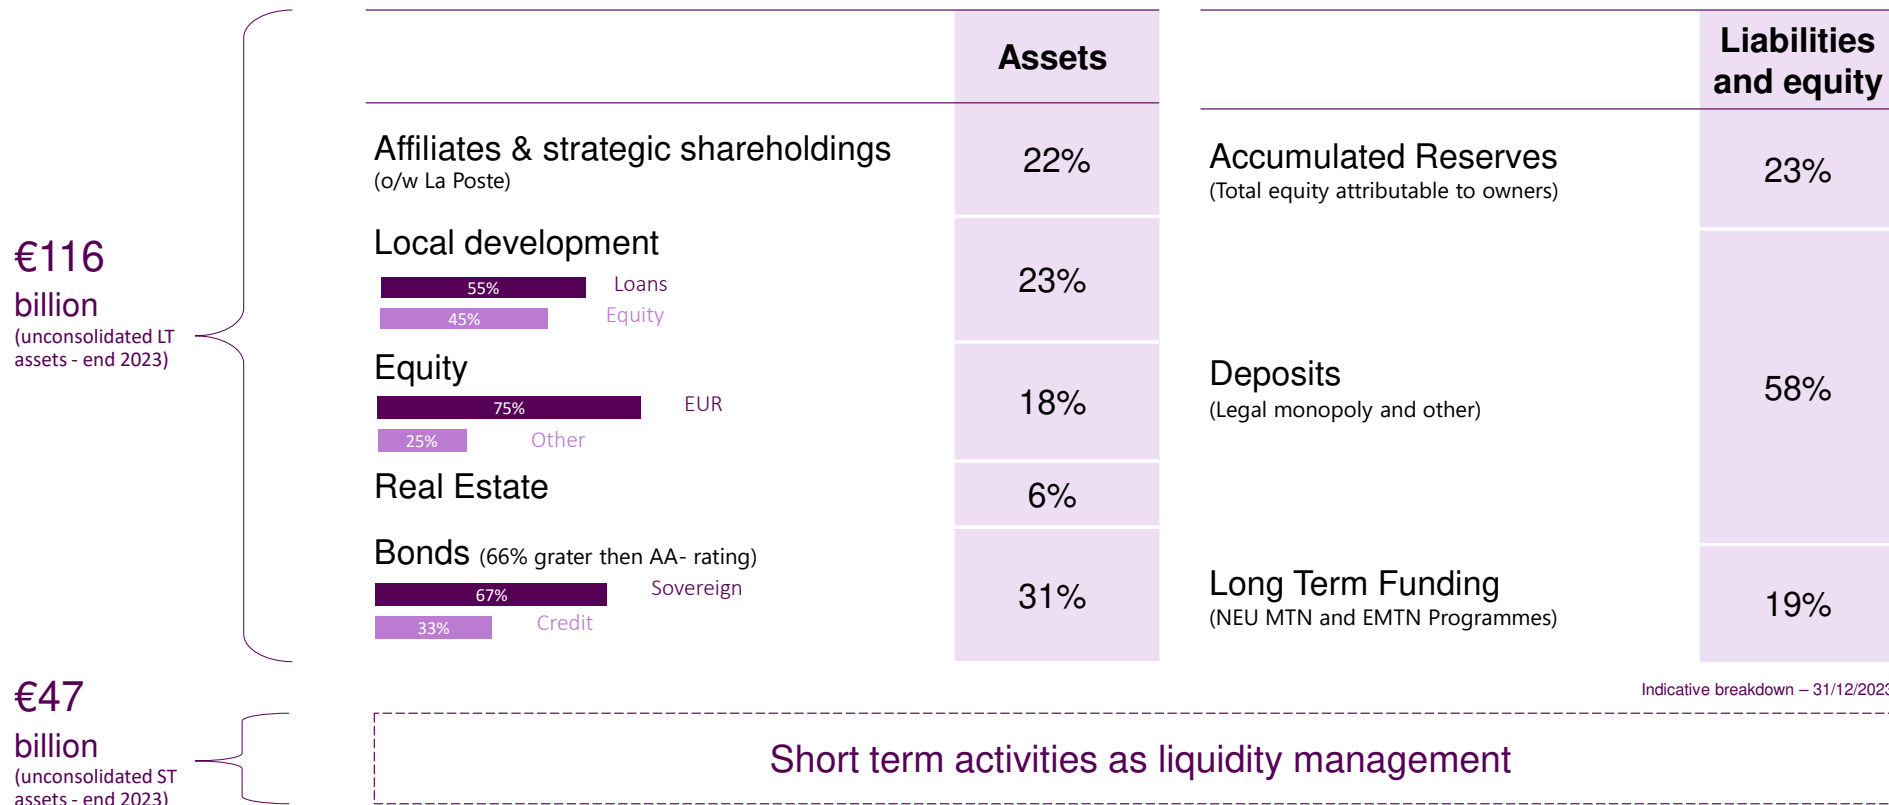 €116
billion
(unconsolidated LT
assets - end 2023)
Assets
Affiliates & strategic shareholdings
(o/w La Poste)
22%
Local development
55%
Loans
45%
Equity
23%
Equity
75%
EUR
25%
Other
18%
Real Estate
6%
Bonds (66% grater then AA- rating)
67%
Sovereign
33%
Credit
31%
Liabilities
and equity
Accumulated Reserves
(Total equity attributable to owners)
23%
Deposits
(Legal monopoly and other)
58%
Long Term Funding
(NEU MTN and EMTN Programmes)
19%
Indicative breakdown – 31/12/2023
€47
billion
(unconsolidated ST
assets - end 2023)
Short term activities as liquidity management